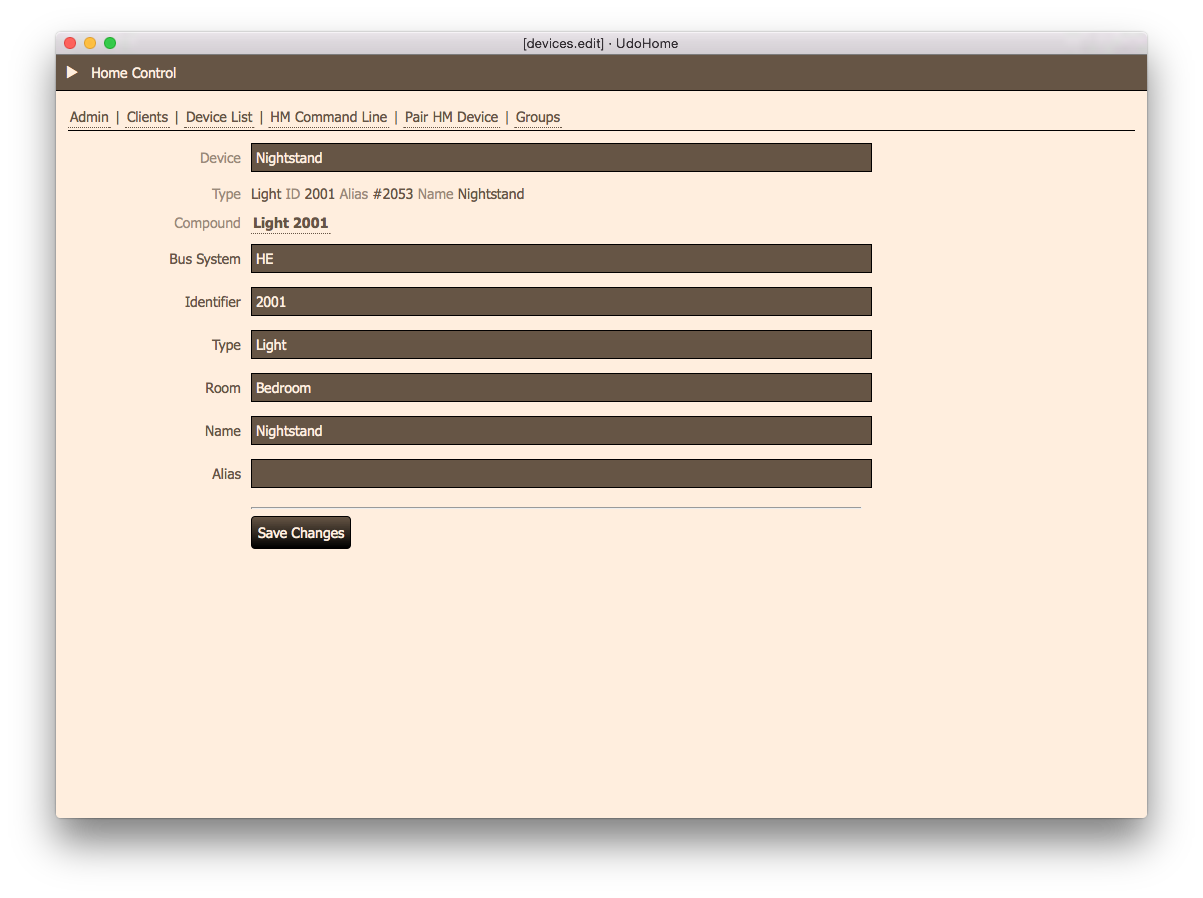 [devices.edit] · UdoHome
Home Control
Admin | Clients | Device List | HM Command Line | Pair HM Device | Groups
Device Nightstand
Type Light ID 2001 Alias #2053 Name Nightstand
Compound Light 2001
Bus System HE
Identifier 2001
Type Light
Room Bedroom
Name Nightstand
Alias
Save Changes